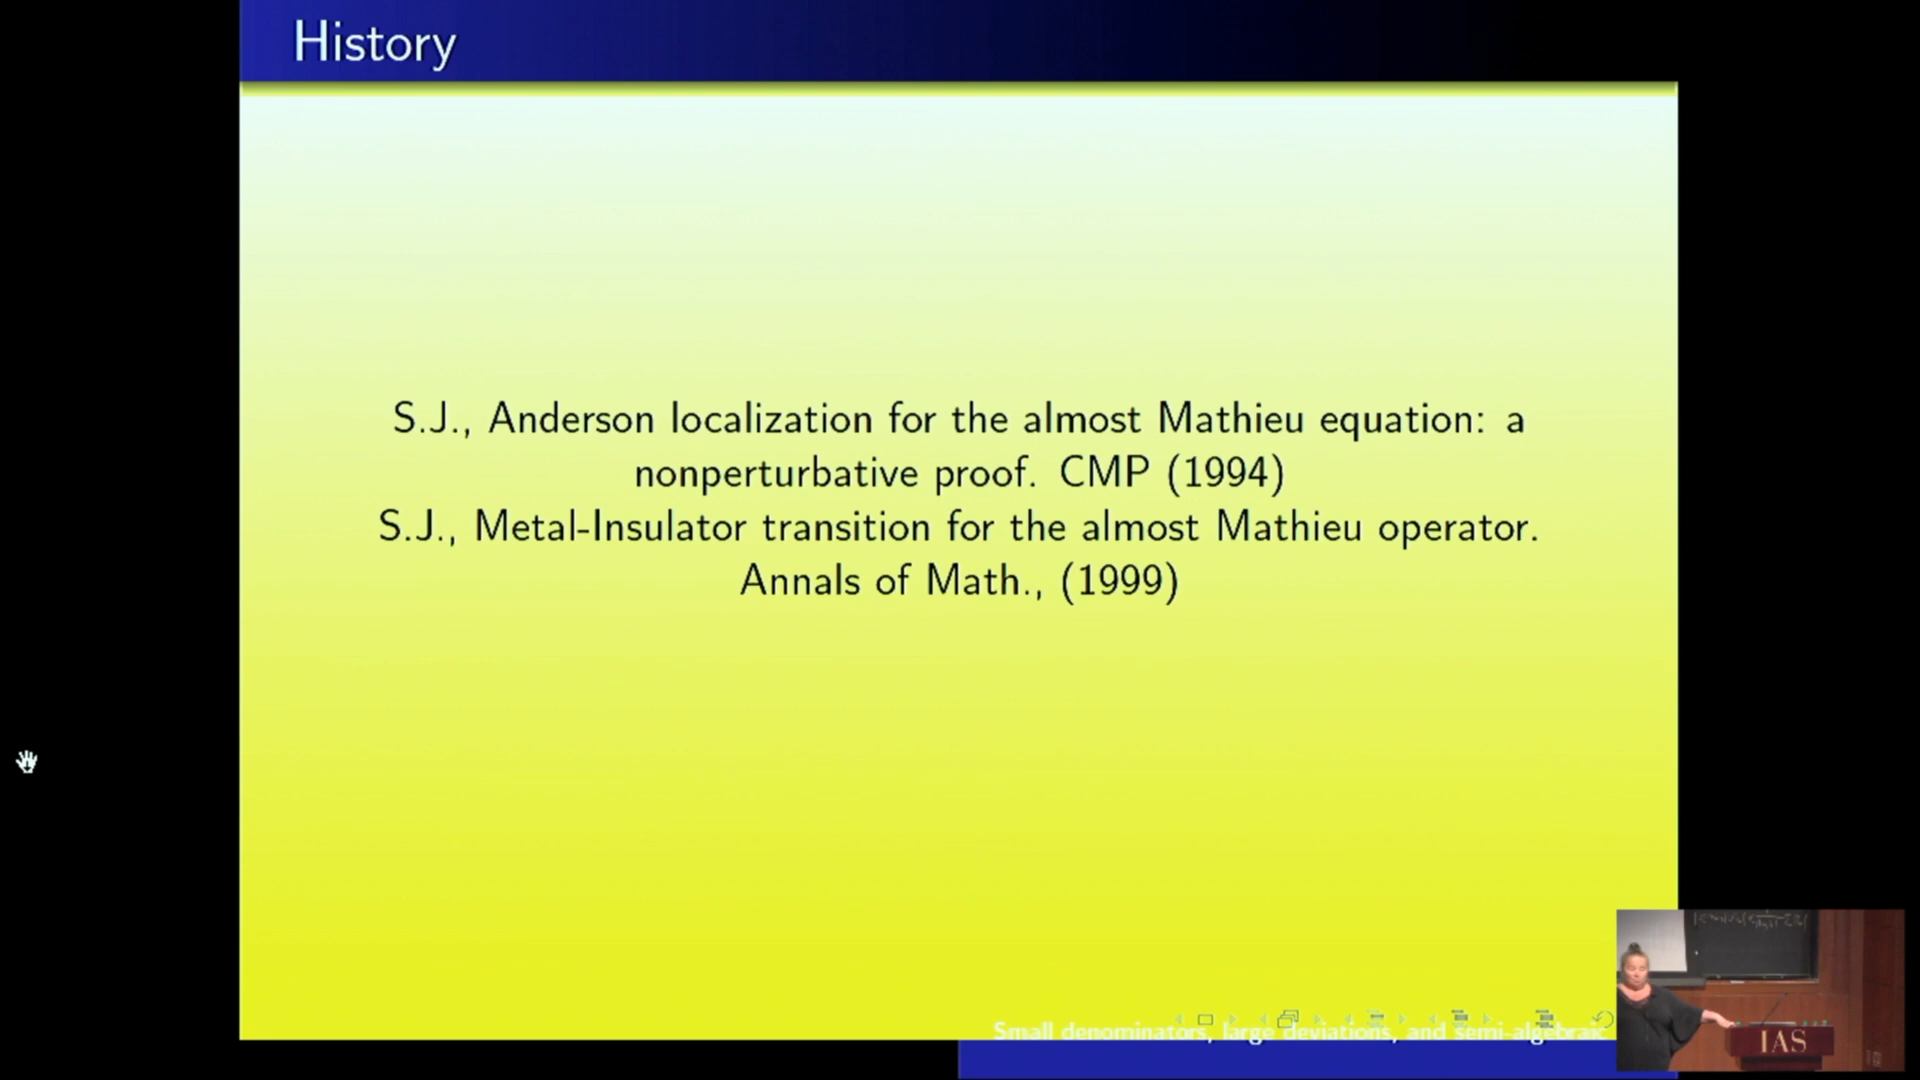 History
S.J., Anderson localization for the almost Mathieu equation: a
nonperturbative proof. CMP (1994)
S.J., Metal-Insulator transition for the almost Mathieu operator.
Annals of Math., (1999)
Small denominators, large deviations, and semi-algebraic
IAS